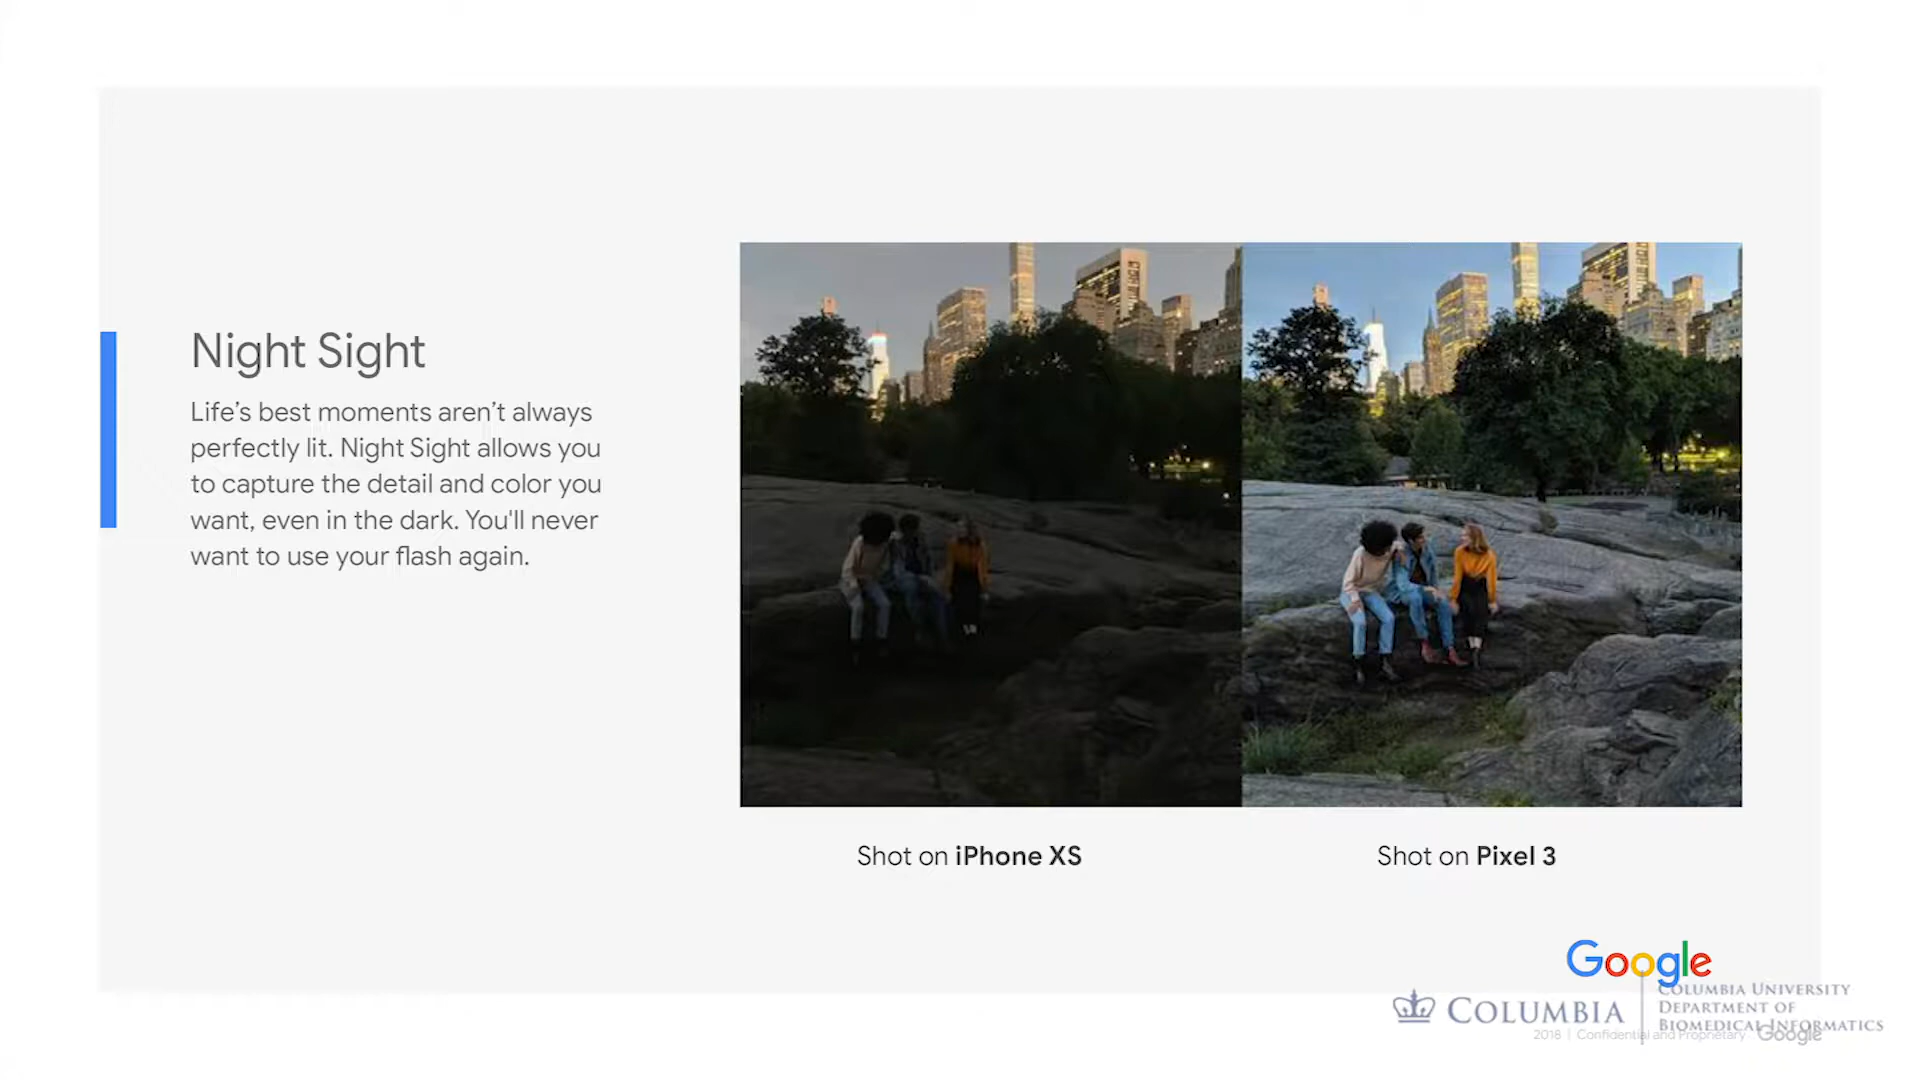 Night Sight
Life’s best moments aren’t always
perfectly lit. Night Sight allows you
to capture the detail and color you
want, even in the dark. You'll never
want to use your flash again.
Shot on iPhone XS
Shot on Pixel 3
Google
COLUMBIA
COLUMBIA UNIVERSITY
DEPARTMENT OF
BIOMEDICAL INFORMATICS
2018 | Confidential and Proprietary
Google